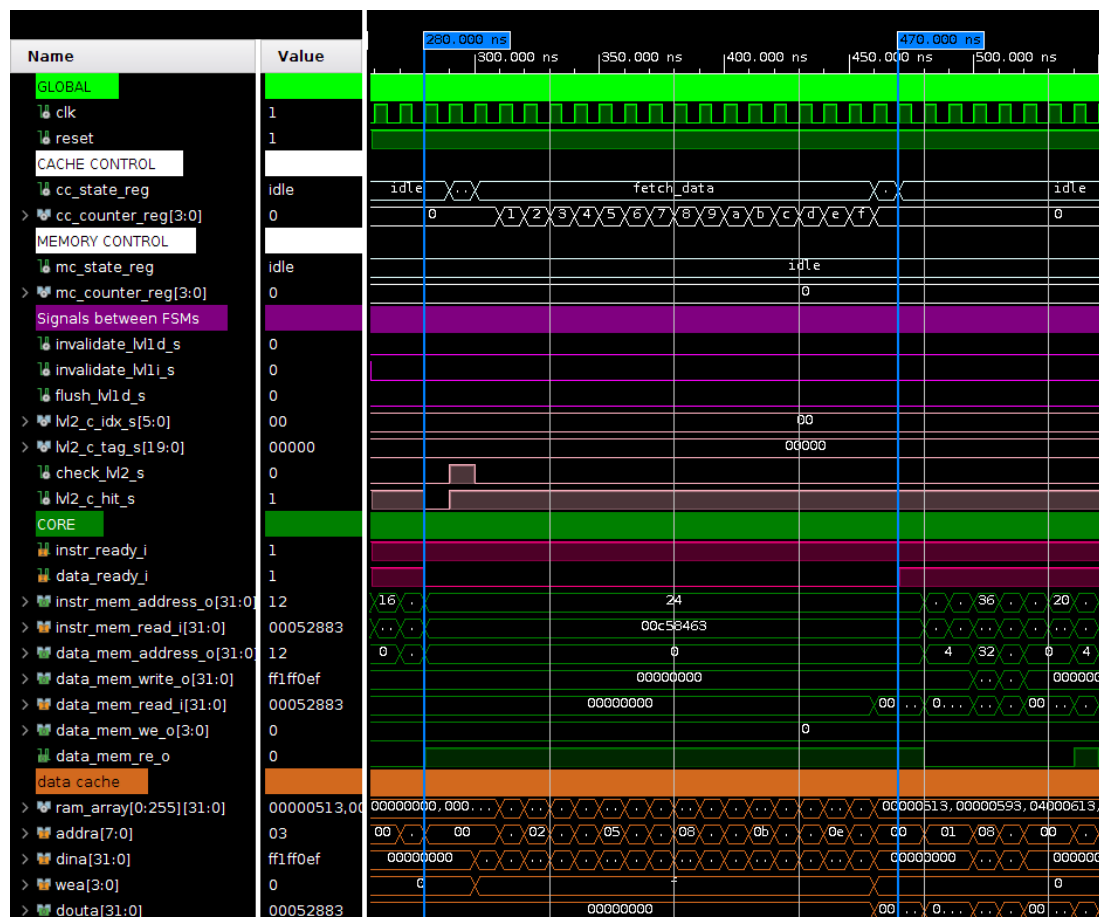 280.000 ns 470.000 ns
Name Value 300.000 ns 350.000 ns 400.000 ns 450.000 ns 500.000 ns
GLOBAL
clk 1
reset 1
CACHE CONTROL
cc_state_reg idle idle .. fetch_data . idle
cc_counter_reg[3:0] 0 0 1 2 3 4 5 6 7 8 9 a b c d e f 0
MEMORY CONTROL
mc_state_reg idle idle
mc_counter_reg[3:0] 0 0
Signals between FSMs
invalidate_lvl1d_s 0
invalidate_lvl1i_s 0
flush_lvl1d_s 0
lvl2_c_idx_s[5:0] 00 00
lvl2_c_tag_s[19:0] 00000 00000
check_lvl2_s 0
lvl2_c_hit_s 1
CORE
instr_ready_i 1
data_ready_i 1
instr_mem_address_o[31:0] 12 16 . 24 . . 36 . . 20 .
instr_mem_read_i[31:0] 00052883 .. . 00c58463 . . .. . . .. .
data_mem_address_o[31:0] 12 0 . 0 4 32 . 0 4
data_mem_write_o[31:0] ff1ff0ef 00000000 .. . 000000
data_mem_read_i[31:0] 00052883 00000000 00 .. 0... .. . 00 .. .
data_mem_we_o[3:0] 0 0
data_mem_re_o 0
data cache
ram_array[0:255][31:0] 00000513,00 00000000,000... . . . . . . . . . . . . . . . 00000513,00000593,04000613,
addra[7:0] 03 00 . 00 . 02 . . 05 . . 08 . . 0b . . 0e . 00 01 08 . . 00 . .
dina[31:0] ff1ff0ef 00000000 . . . . . . . . . . . . . . . . 00000000 .. . 000000
wea[3:0] 0 0 f 0
douta[31:0] 00052883 00000000 00 .. 0... .. . 00 .. .